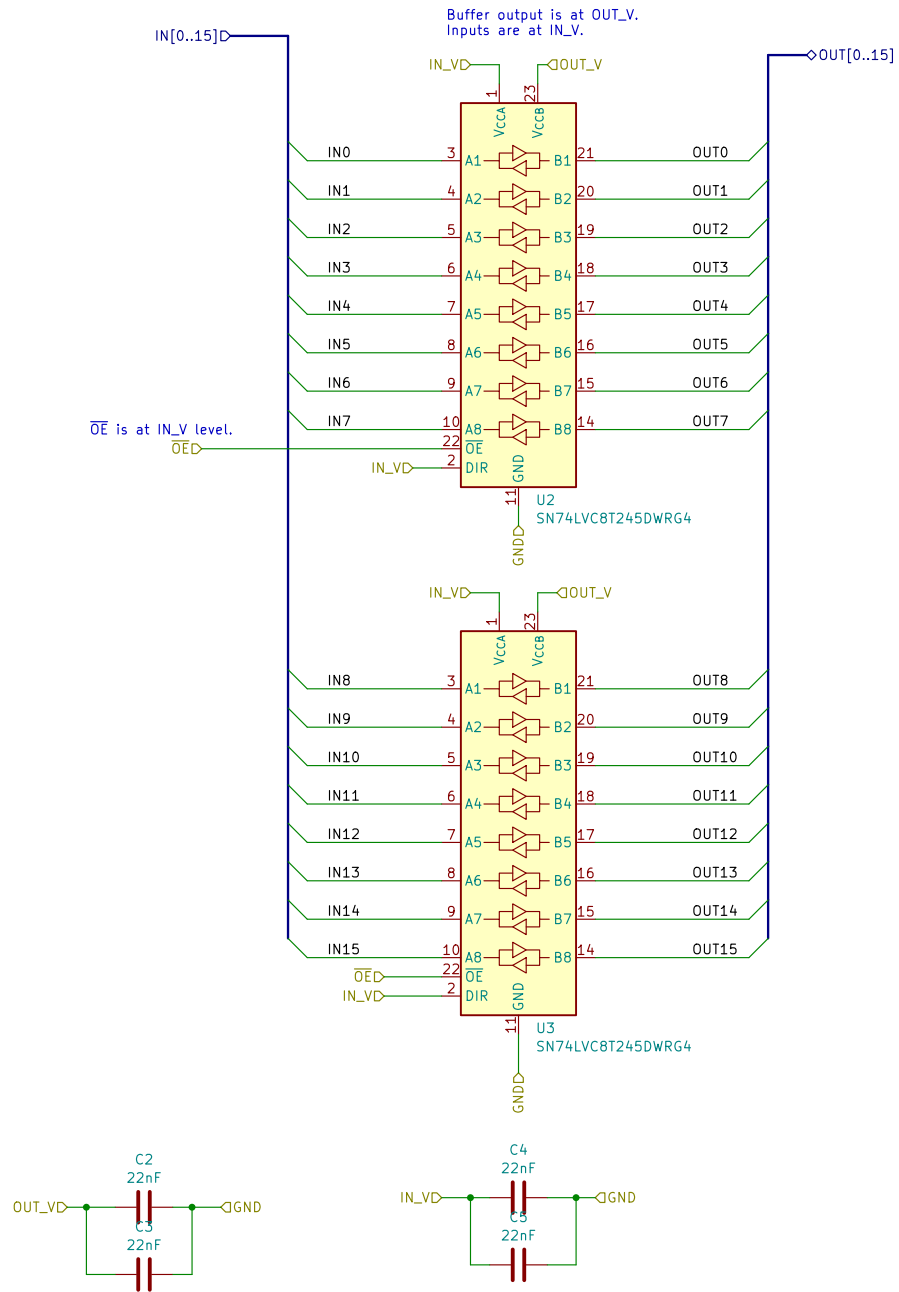 Buffer output is at OUT_V.
Inputs are at IN_V.
IN[0..15]
OUT[0..15]
IN_V
OUT_V
1
23
VCCA
VCCB
IN0 3 A1 B1 21 OUT0
IN1 4 A2 B2 20 OUT1
IN2 5 A3 B3 19 OUT2
IN3 6 A4 B4 18 OUT3
IN4 7 A5 B5 17 OUT4
IN5 8 A6 B6 16 OUT5
IN6 9 A7 B7 15 OUT6
IN7 10 A8 B8 14 OUT7
OE is at IN_V level.
OE 22 OE
IN_V 2 DIR
GND
11
U2
SN74LVC8T245DWRG4
GND
IN_V
OUT_V
1
23
VCCA
VCCB
IN8 3 A1 B1 21 OUT8
IN9 4 A2 B2 20 OUT9
IN10 5 A3 B3 19 OUT10
IN11 6 A4 B4 18 OUT11
IN12 7 A5 B5 17 OUT12
IN13 8 A6 B6 16 OUT13
IN14 9 A7 B7 15 OUT14
IN15 10 A8 B8 14 OUT15
OE 22 OE
IN_V 2 DIR
GND
11
U3
SN74LVC8T245DWRG4
GND
C2
22nF
OUT_V
GND
C3
22nF
C4
22nF
IN_V
GND
C5
22nF